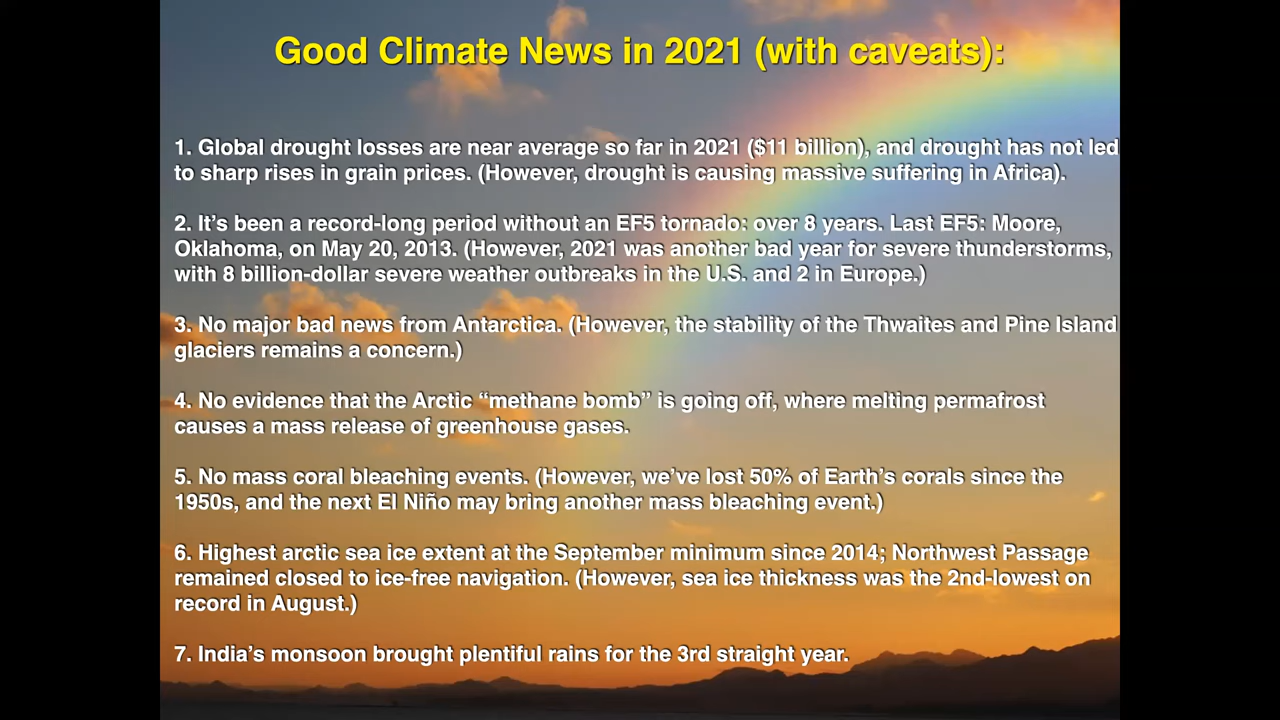 Good Climate News in 2021 (with caveats):
1. Global drought losses are near average so far in 2021 ($11 billion), and drought has not led
to sharp rises in grain prices. (However, drought is causing massive suffering in Africa).
2. It’s been a record-long period without an EF5 tornado: over 8 years. Last EF5: Moore,
Oklahoma, on May 20, 2013. (However, 2021 was another bad year for severe thunderstorms,
with 8 billion-dollar severe weather outbreaks in the U.S. and 2 in Europe.)
3. No major bad news from Antarctica. (However, the stability of the Thwaites and Pine Island
glaciers remains a concern.)
4. No evidence that the Arctic “methane bomb” is going off, where melting permafrost
causes a mass release of greenhouse gases.
5. No mass coral bleaching events. (However, we’ve lost 50% of Earth’s corals since the
1950s, and the next El Niño may bring another mass bleaching event.)
6. Highest arctic sea ice extent at the September minimum since 2014; Northwest Passage
remained closed to ice-free navigation. (However, sea ice thickness was the 2nd-lowest on
record in August.)
7. India’s monsoon brought plentiful rains for the 3rd straight year.